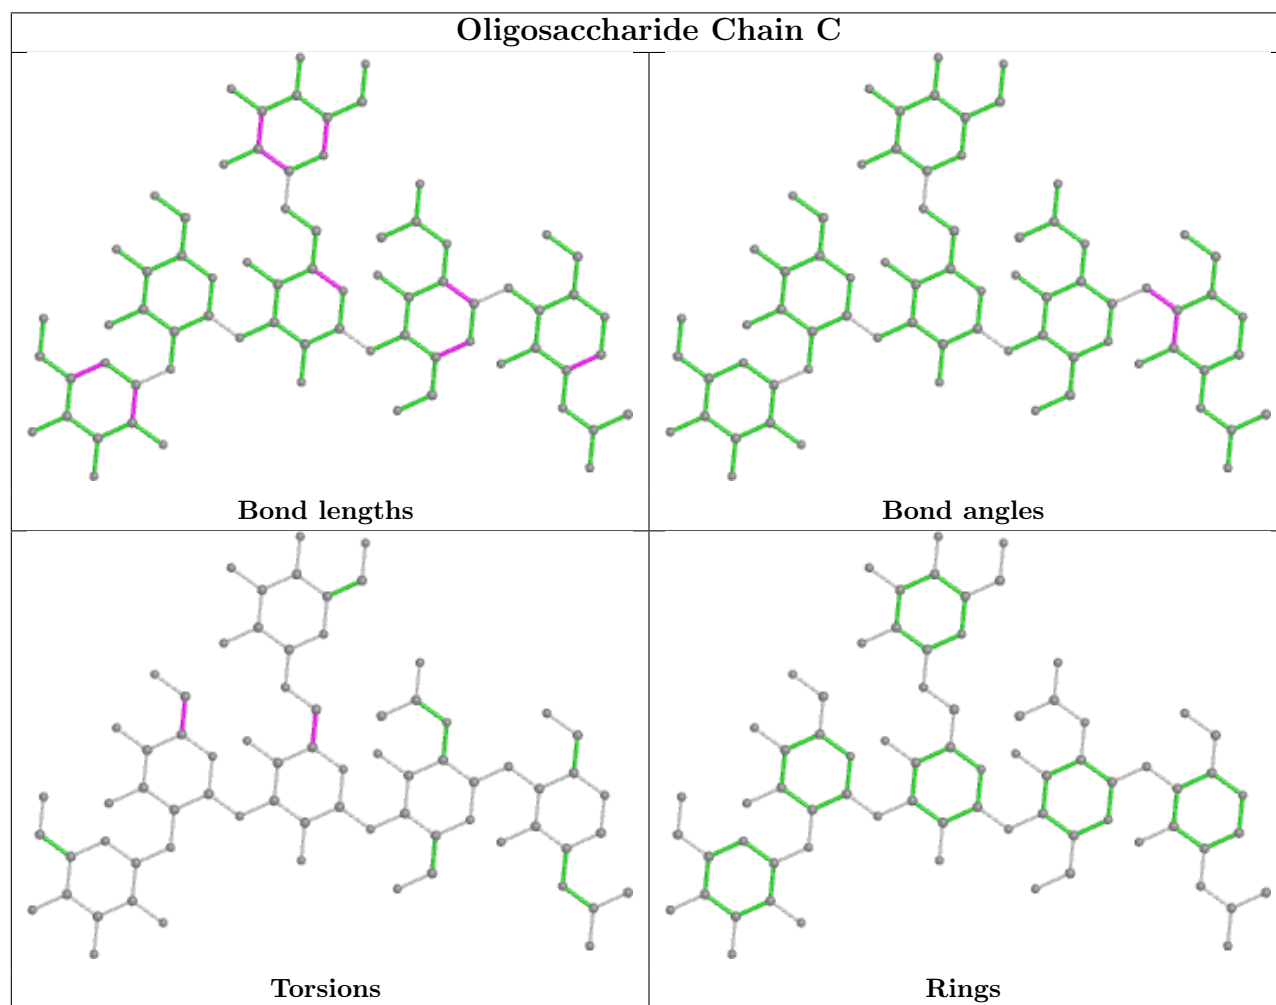 Oligosaccharide Chain C
Bond lengths
Bond angles
Torsions
Rings